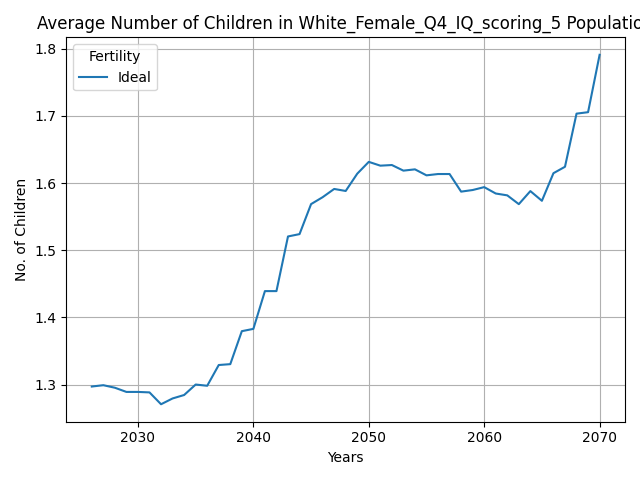 Average Number of Children in White_Female_Q4_IQ_scoring_5 Populatio
Fertility
Ideal
1.8
1.7
1.6
1.5
1.4
1.3
No. of Children
2030 2040 2050 2060 2070
Years